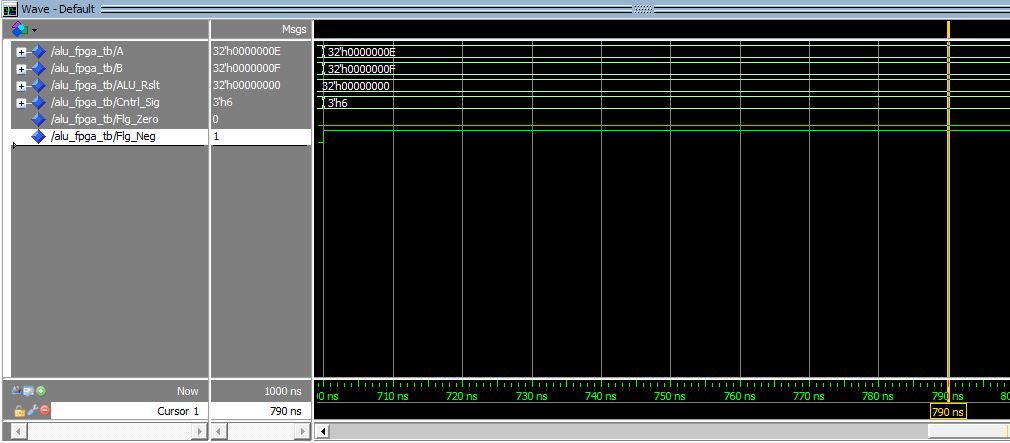 Wave - Default
Msgs
/alu_fpga_tb/A 32'h0000000E 32'h0000000E
/alu_fpga_tb/B 32'h0000000F 32'h0000000F
/alu_fpga_tb/ALU_Rslt 32'h00000000 32'h00000000
/alu_fpga_tb/Cntrl_Sig 3'h6 3'h6
/alu_fpga_tb/Flg_Zero 0
/alu_fpga_tb/Flg_Neg 1
Now 1000 ns 00 ns 710 ns 720 ns 730 ns 740 ns 750 ns 760 ns 770 ns 780 ns 790 ns 80
Cursor 1 790 ns 790 ns